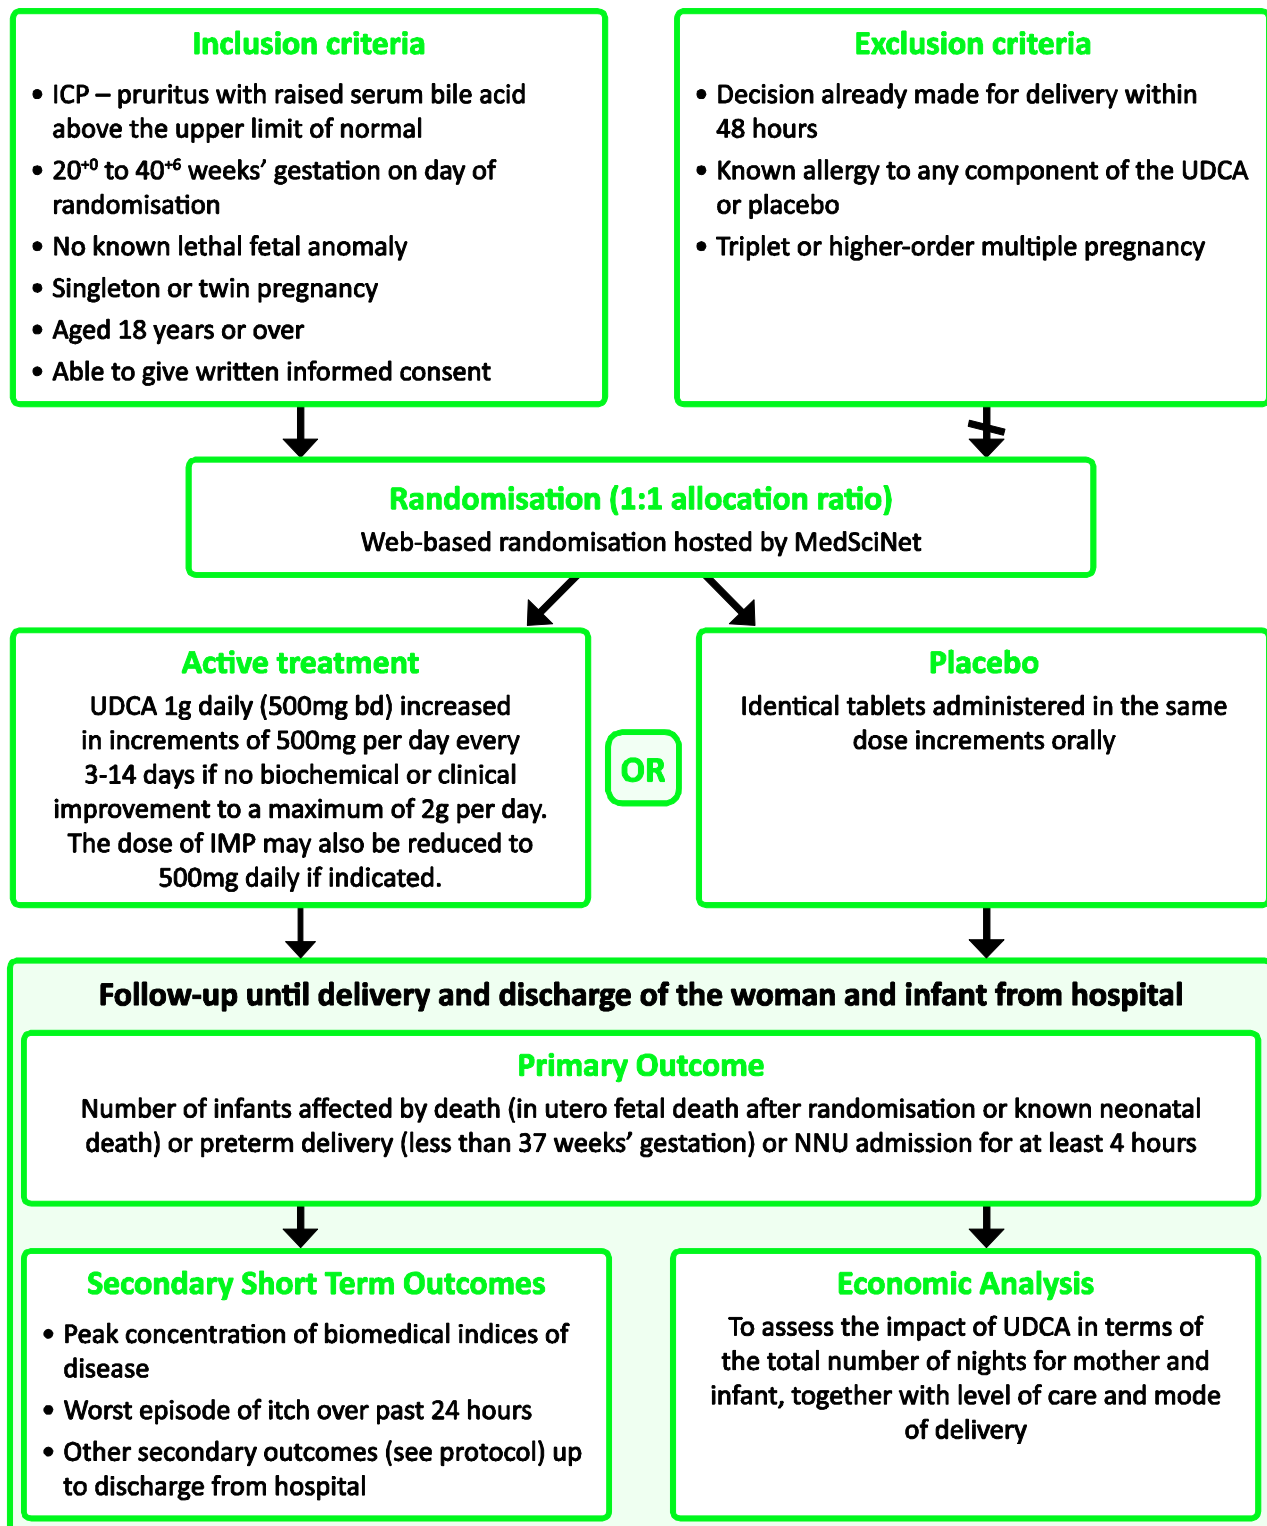 Inclusion criteria
• ICP – pruritus with raised serum bile acid
above the upper limit of normal
• 20⁺⁰ to 40⁺⁶ weeks’ gestation on day of
randomisation
• No known lethal fetal anomaly
• Singleton or twin pregnancy
• Aged 18 years or over
• Able to give written informed consent
Exclusion criteria
• Decision already made for delivery within
48 hours
• Known allergy to any component of the UDCA
or placebo
• Triplet or higher-order multiple pregnancy
Randomisation (1:1 allocation ratio)
Web-based randomisation hosted by MedSciNet
Active treatment
UDCA 1g daily (500mg bd) increased
in increments of 500mg per day every
3-14 days if no biochemical or clinical
improvement to a maximum of 2g per day.
The dose of IMP may also be reduced to
500mg daily if indicated.
OR
Placebo
Identical tablets administered in the same
dose increments orally
Follow-up until delivery and discharge of the woman and infant from hospital
Primary Outcome
Number of infants affected by death (in utero fetal death after randomisation or known neonatal
death) or preterm delivery (less than 37 weeks’ gestation) or NNU admission for at least 4 hours
Secondary Short Term Outcomes
• Peak concentration of biomedical indices of
disease
• Worst episode of itch over past 24 hours
• Other secondary outcomes (see protocol) up
to discharge from hospital
Economic Analysis
To assess the impact of UDCA in terms of
the total number of nights for mother and
infant, together with level of care and mode
of delivery